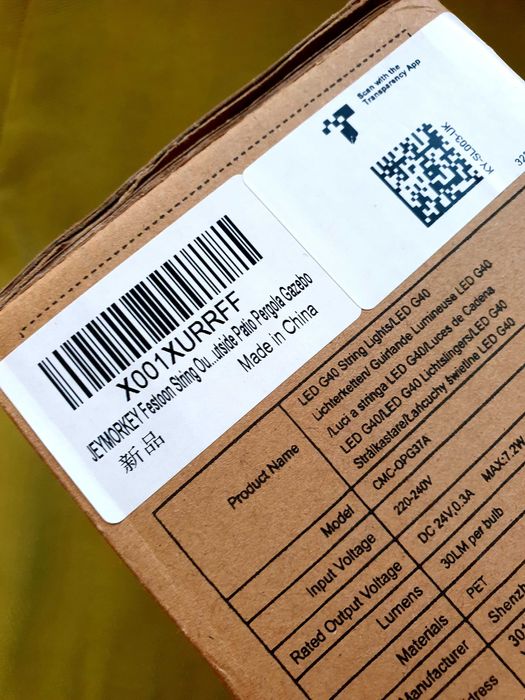 Scan with the
Transparency App
KY-SL003-UK
X001XURRFF
JEYMORKEY Festoon String Ou...utside Patio Pergola Gazebo
新品
Made in China
Product Name
LED G40 String Lights/LED G40
Lichterketten/ Guirlande Lumineuse LED G40
/Luci a stringa LED G40/Luces de Cadena
LED G40/LED G40 Lichtslingers/LED G40
Strålkastare/Łańcuchy świetlne LED G40
Model
CMC-OPG37A
Input Voltage
220-240V
Rated Output Voltage
DC 24V,0.3A MAX:7.2W
Lumens
30LM per bulb
Materials
PET
Manufacturer